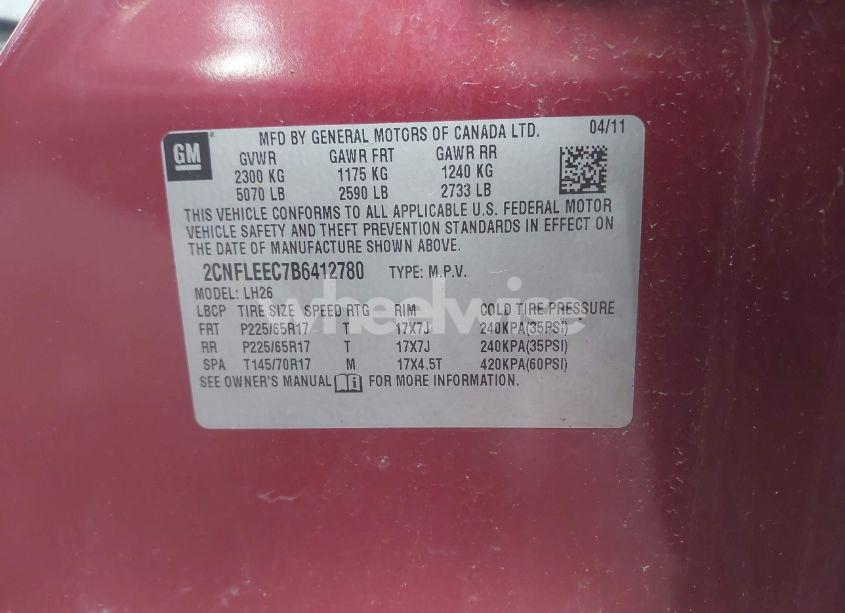 GM
MFD BY GENERAL MOTORS OF CANADA LTD. 04/11
GVWR GAWR FRT GAWR RR
2300 KG 1175 KG 1240 KG
5070 LB 2590 LB 2733 LB
THIS VEHICLE CONFORMS TO ALL APPLICABLE U.S. FEDERAL MOTOR
VEHICLE SAFETY AND THEFT PREVENTION STANDARDS IN EFFECT ON
THE DATE OF MANUFACTURE SHOWN ABOVE.
2CNFLEEC7B6412780 TYPE: M.P.V.
MODEL: LH26
wheelwise
LBCP TIRE SIZE SPEED RTG RIM COLD TIRE PRESSURE
FRT P225/65R17 T 17X7J 240KPA(35PSI)
RR P225/65R17 T 17X7J 240KPA(35PSI)
SPA T145/70R17 M 17X4.5T 420KPA(60PSI)
SEE OWNER'S MANUAL FOR MORE INFORMATION.